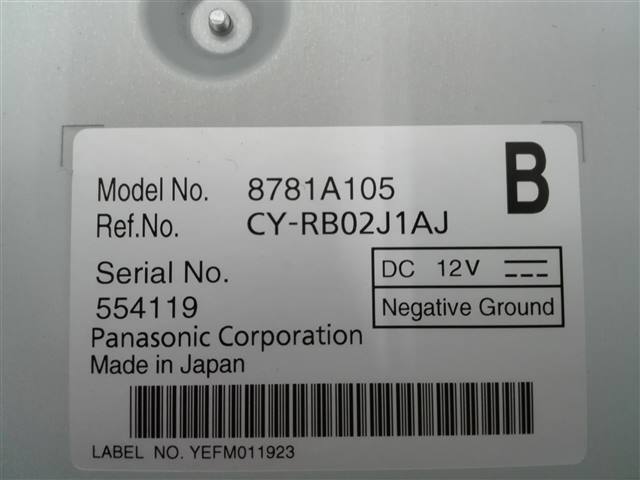 B
Model No. 8781A105
Ref.No. CY-RB02J1AJ
Serial No.
554119
DC 12V
Negative Ground
Panasonic Corporation
Made in Japan
LABEL NO. YEFM011923